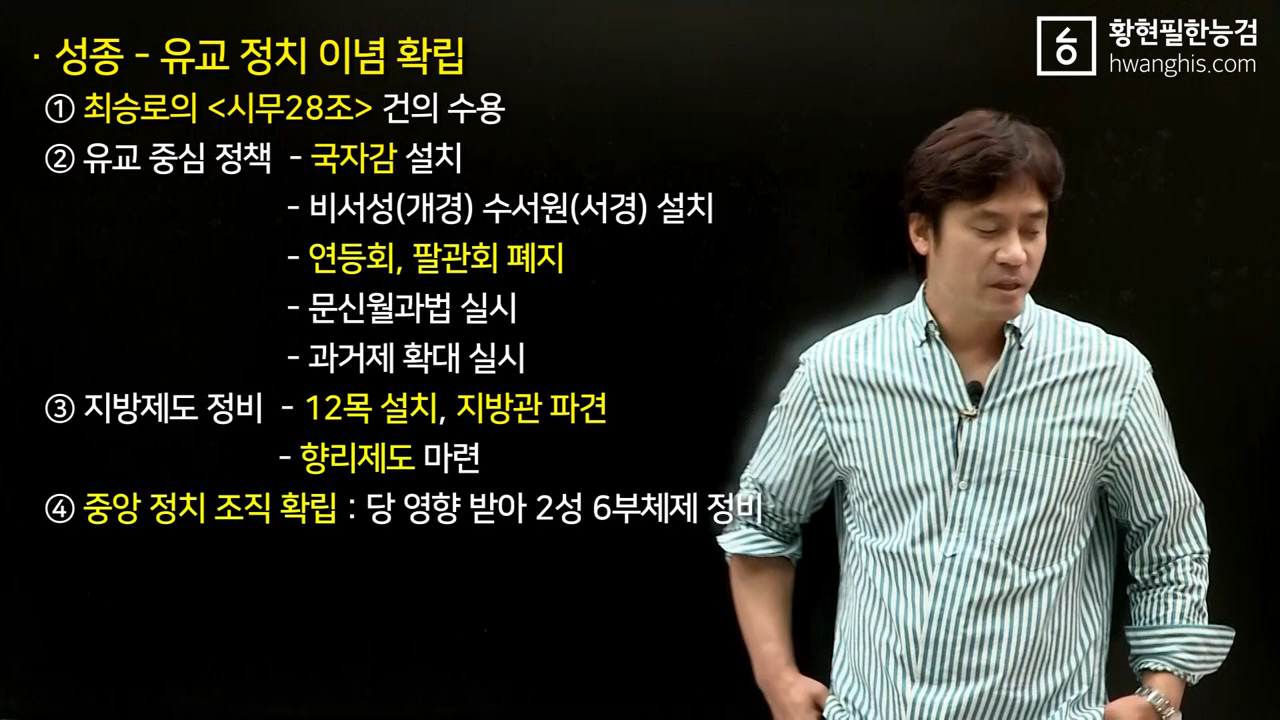 · 성종 - 유교 정치 이념 확립
① 최승로의 <시무28조> 건의 수용
② 유교 중심 정책 - 국자감 설치
- 비서성(개경) 수서원(서경) 설치
- 연등회, 팔관회 폐지
- 문신월과법 실시
- 과거제 확대 실시
③ 지방제도 정비 - 12목 설치, 지방관 파견
- 향리제도 마련
④ 중앙 정치 조직 확립 : 당 영향 받아 2성 6부체제 정비
황현필한능검
hwanghis.com